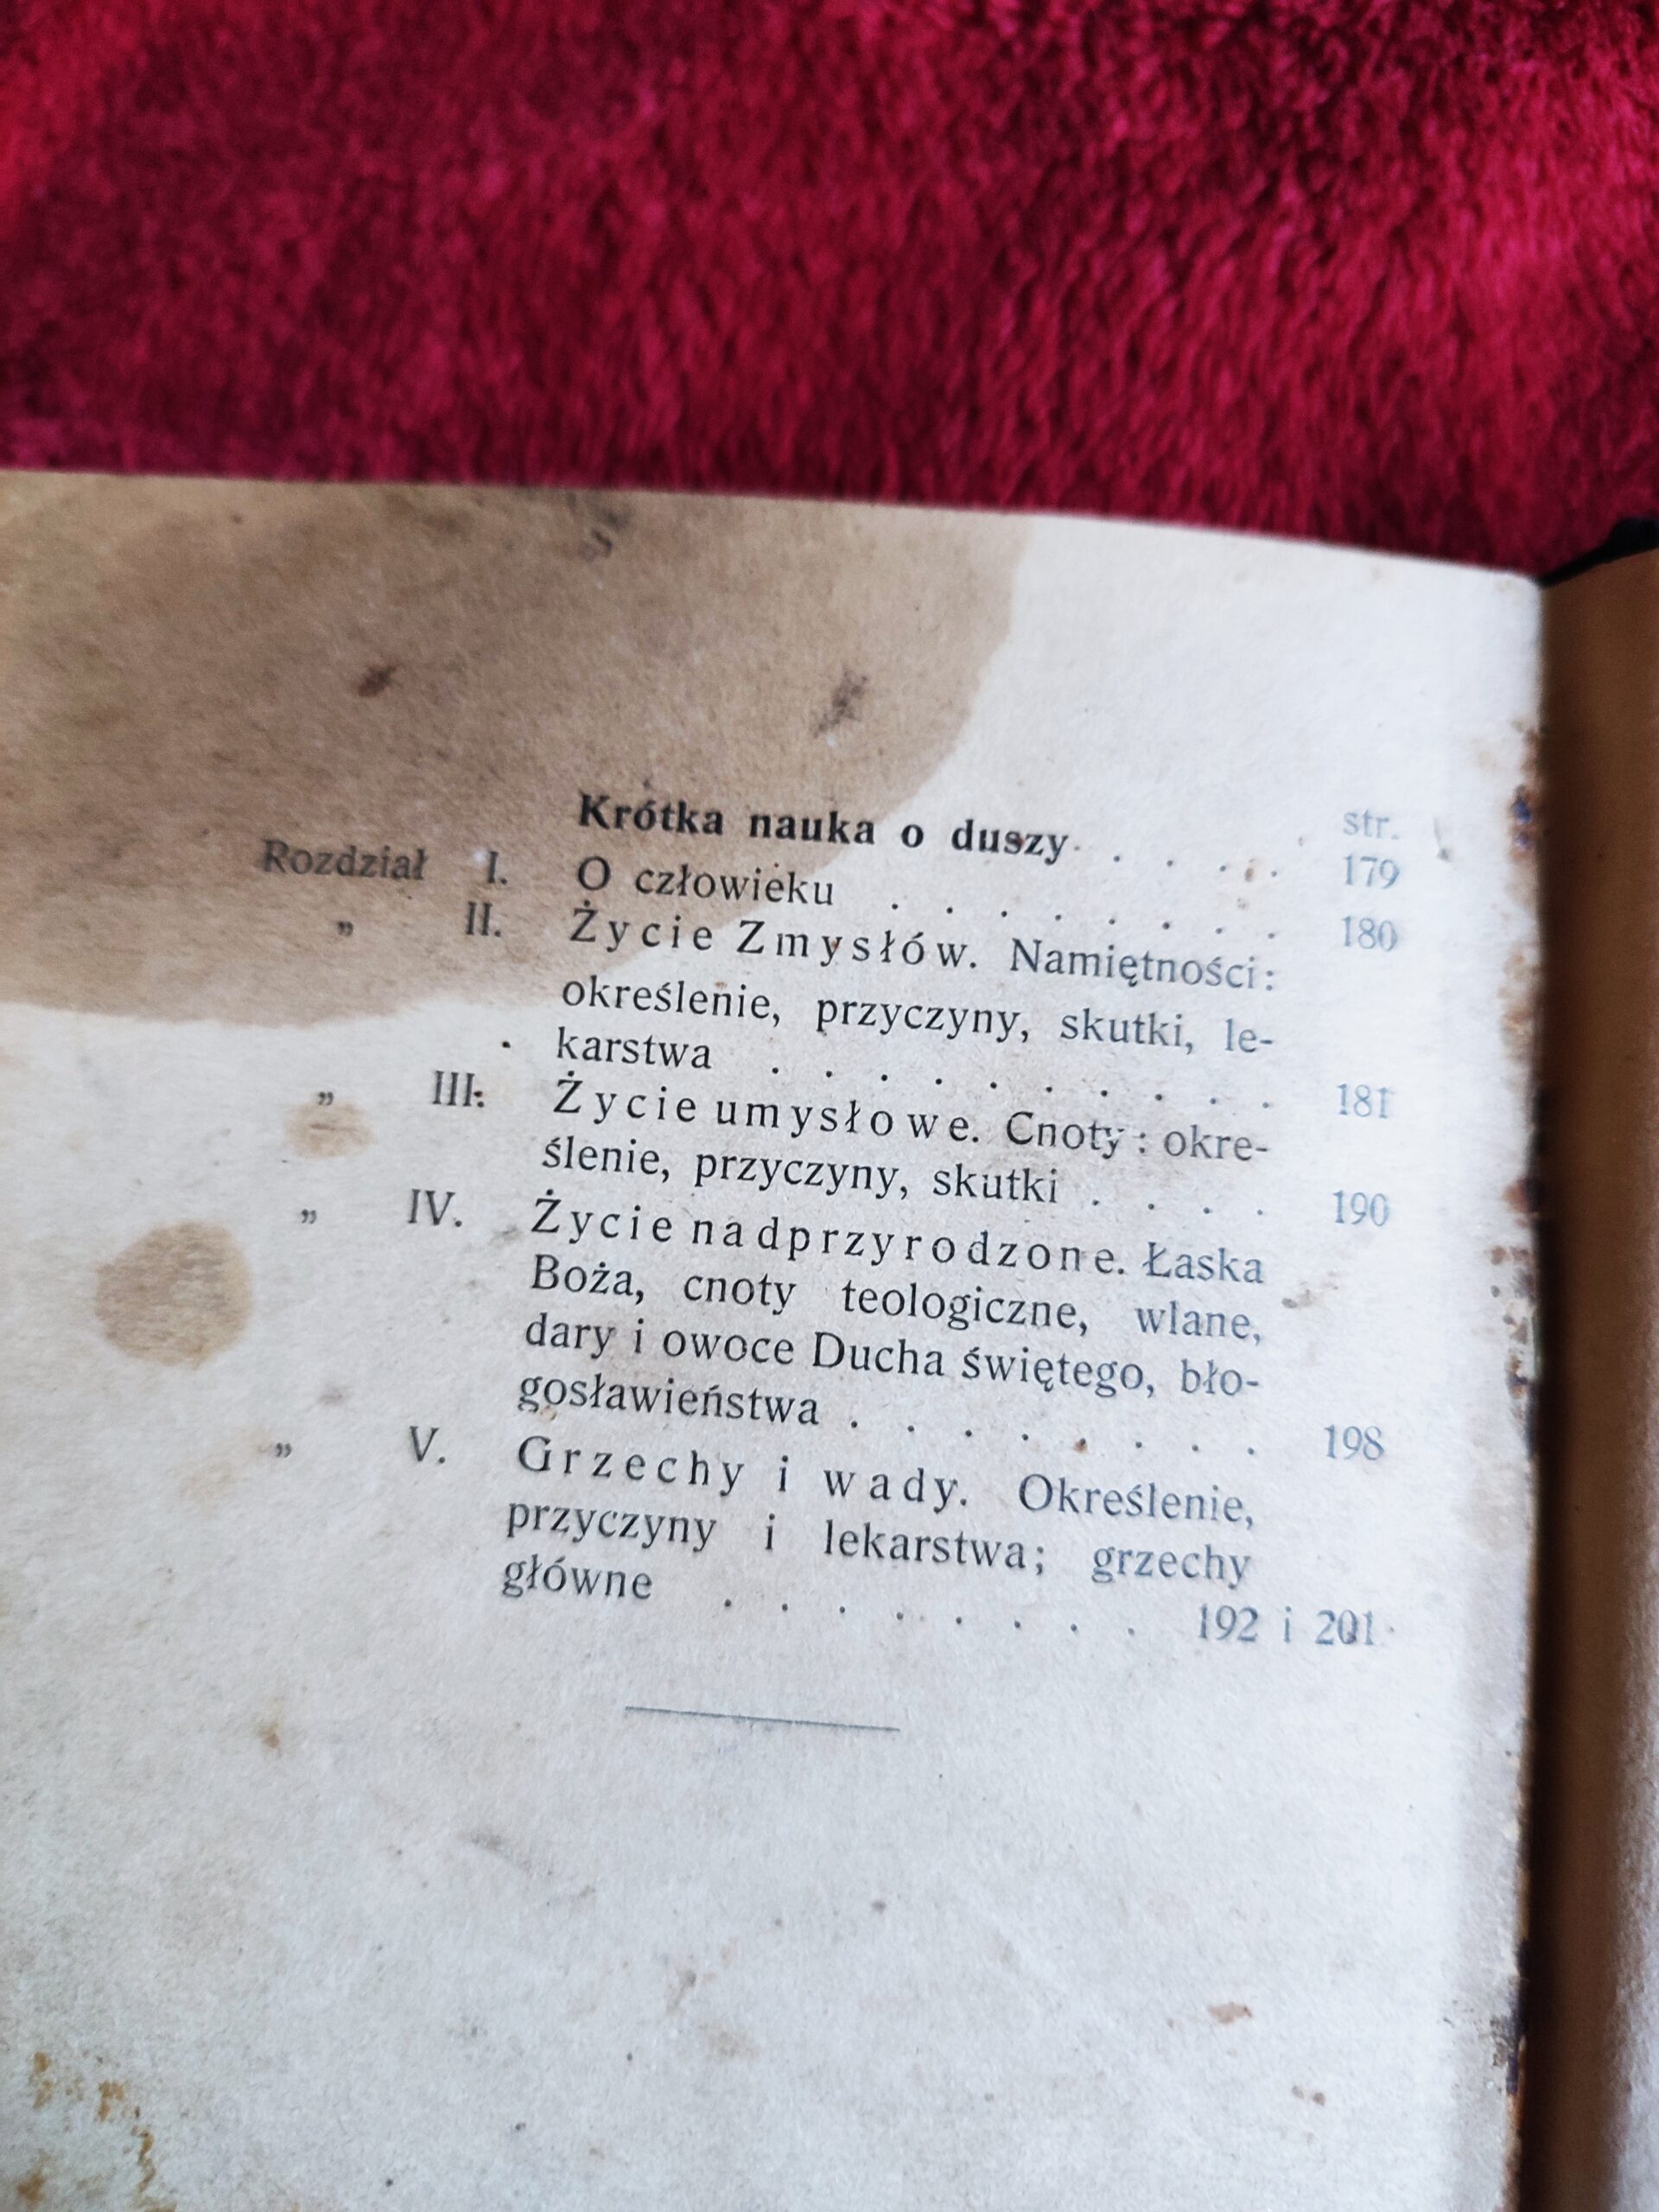 str.
Krótka nauka o duszy . . . . 179
Rozdział I. O człowieku . . . . . . . . 180
„ II. Życie Zmysłów. Namiętności:
określenie, przyczyny, skutki, le-
karstwa . . . . . . . . . . 181
„ III. Życie umysłowe. Cnoty: okre-
ślenie, przyczyny, skutki . . . . 190
„ IV. Życie nadprzyrodzone. Łaska
Boża, cnoty teologiczne, wlane,
dary i owoce Ducha świętego, bło-
gosławieństwa . . . . . . . . 198
„ V. Grzechy i wady. Określenie,
przyczyny i lekarstwa; grzechy
główne . . . . . . . . 192 i 201